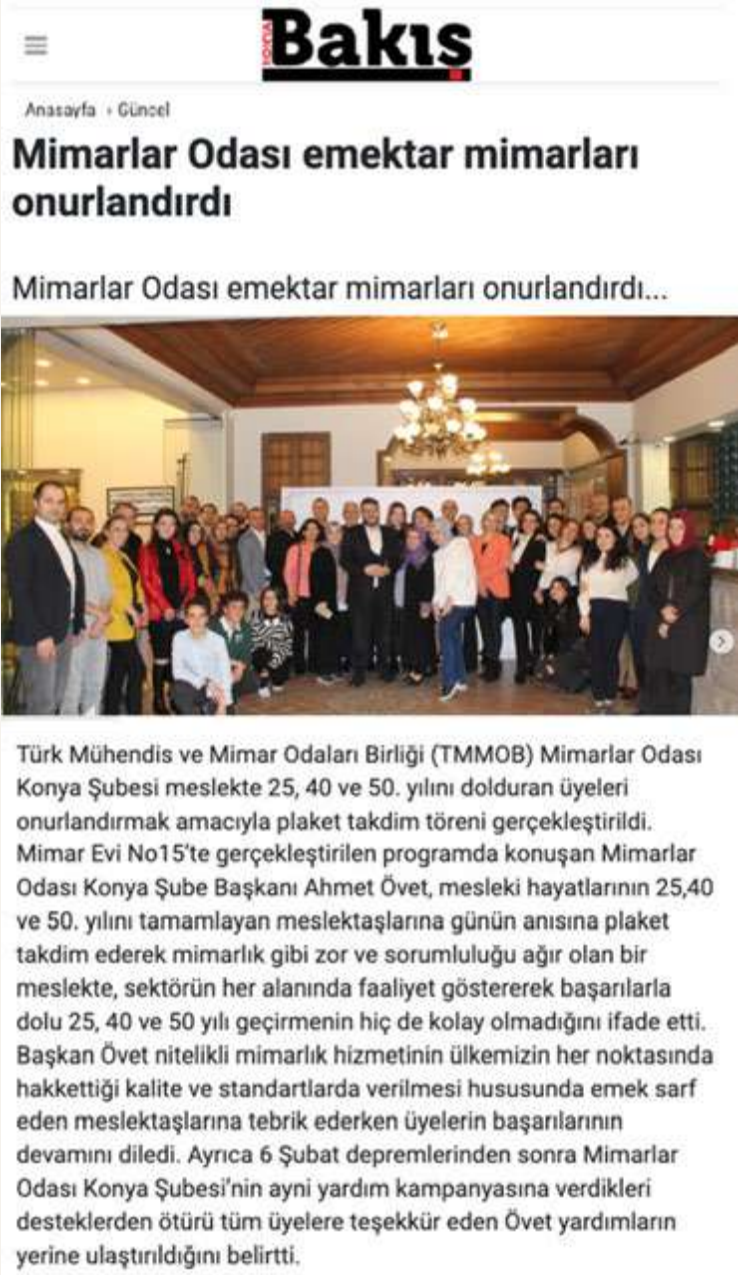 KONYA
Bakış
Anasayfa › Güncel
Mimarlar Odası emektar mimarları
onurlandırdı
Mimarlar Odası emektar mimarları onurlandırdı...
Türk Mühendis ve Mimar Odaları Birliği (TMMOB) Mimarlar Odası
Konya Şubesi meslekte 25, 40 ve 50. yılını dolduran üyeleri
onurlandırmak amacıyla plaket takdim töreni gerçekleştirildi.
Mimar Evi No15'te gerçekleştirilen programda konuşan Mimarlar
Odası Konya Şube Başkanı Ahmet Övet, mesleki hayatlarının 25,40
ve 50. yılını tamamlayan meslektaşlarına günün anısına plaket
takdim ederek mimarlık gibi zor ve sorumluluğu ağır olan bir
meslekte, sektörün her alanında faaliyet göstererek başarılarla
dolu 25, 40 ve 50 yılı geçirmenin hiç de kolay olmadığını ifade etti.
Başkan Övet nitelikli mimarlık hizmetinin ülkemizin her noktasında
hakkettiği kalite ve standartlarda verilmesi hususunda emek sarf
eden meslektaşlarına tebrik ederken üyelerin başarılarının
devamını diledi. Ayrıca 6 Şubat depremlerinden sonra Mimarlar
Odası Konya Şubesi'nin ayni yardım kampanyasına verdikleri
desteklerden ötürü tüm üyelere teşekkür eden Övet yardımların
yerine ulaştırıldığını belirtti.